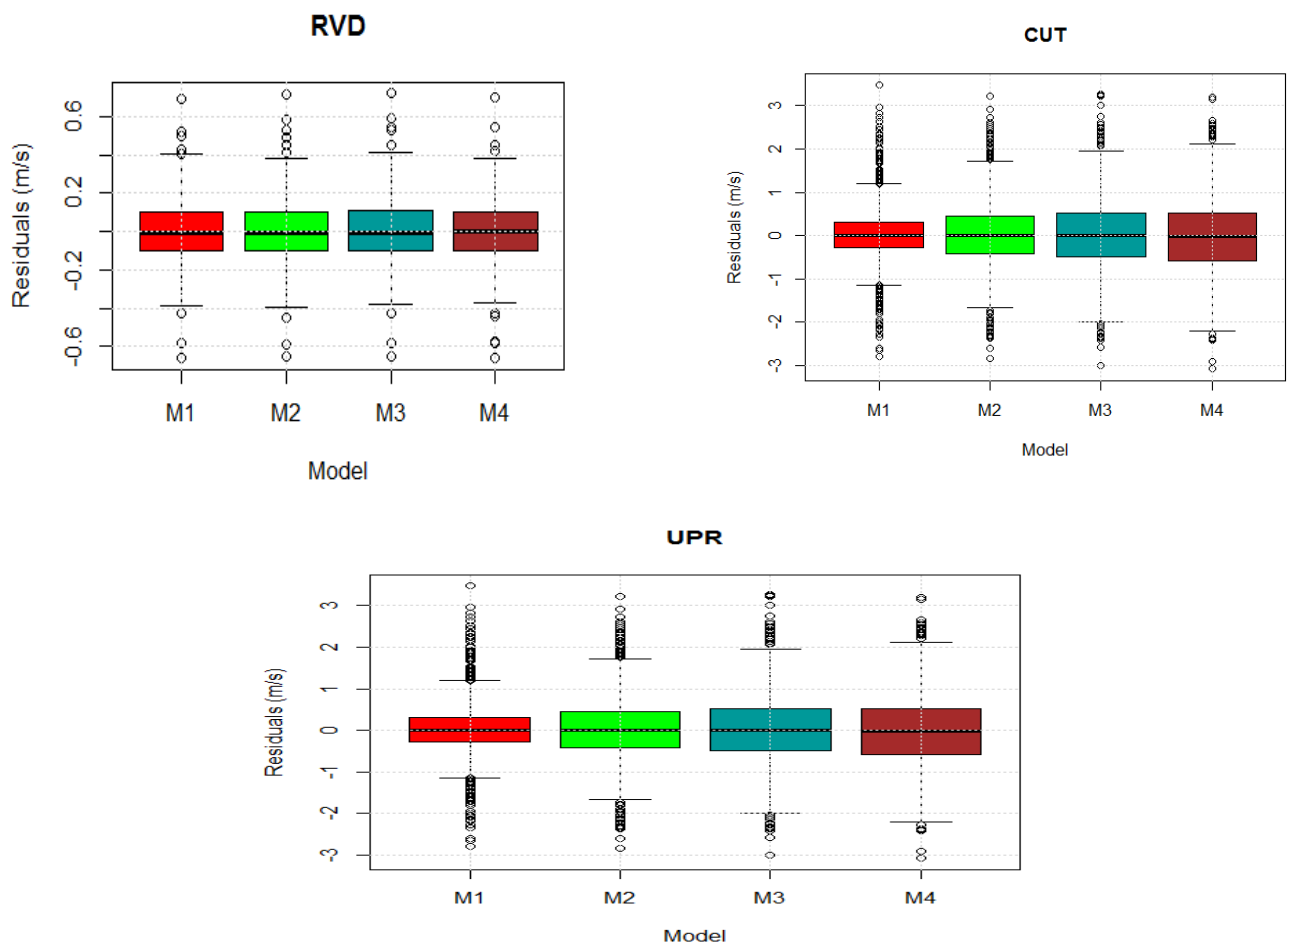 RVD
Residuals (m/s)
0.6
0.2
-0.2
-0.6
M1 M2 M3 M4
Model
CUT
Residuals (m/s)
3
2
1
0
-1
-2
-3
M1 M2 M3 M4
Model
UPR
Residuals (m/s)
3
2
1
0
-1
-2
-3
M1 M2 M3 M4
Model